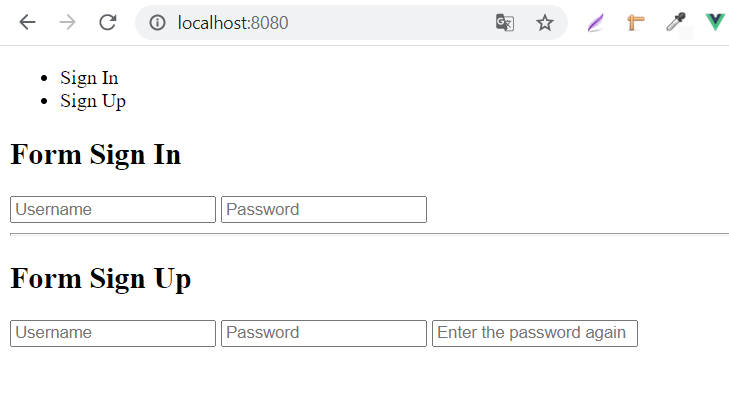 localhost:8080
Sign In
Sign Up
Form Sign In
Username Password
Form Sign Up
Username Password Enter the password again